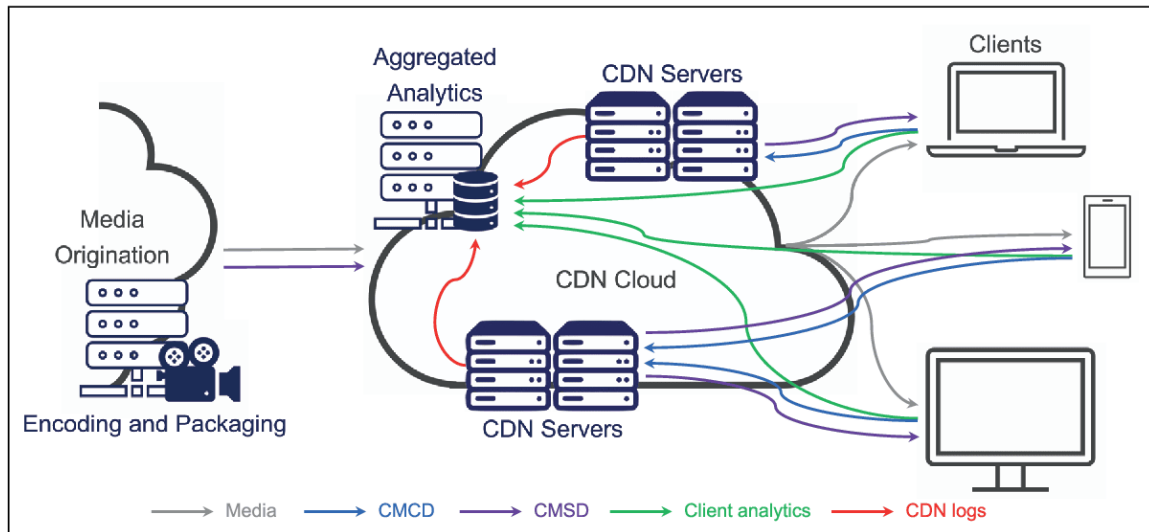 Clients
Aggregated
Analytics
CDN Servers
Media
Origination
CDN Cloud
Encoding and Packaging
CDN Servers
Media
CMCD
CMSD
Client analytics
CDN logs